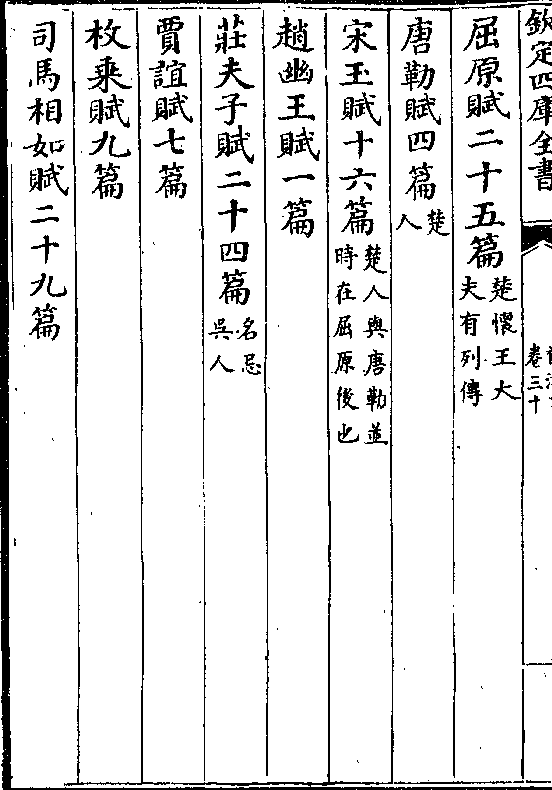 欽定四庫全書
卷三十
屈原賦二十五篇楚懷王大夫有列傳
唐勒賦四篇楚人
宋玉賦十六篇楚人與唐勒並時在屈原後也
趙幽王賦一篇
莊夫子賦二十四篇名忌吳人
賈誼賦七篇
枚乘賦九篇
司馬相如賦二十九篇